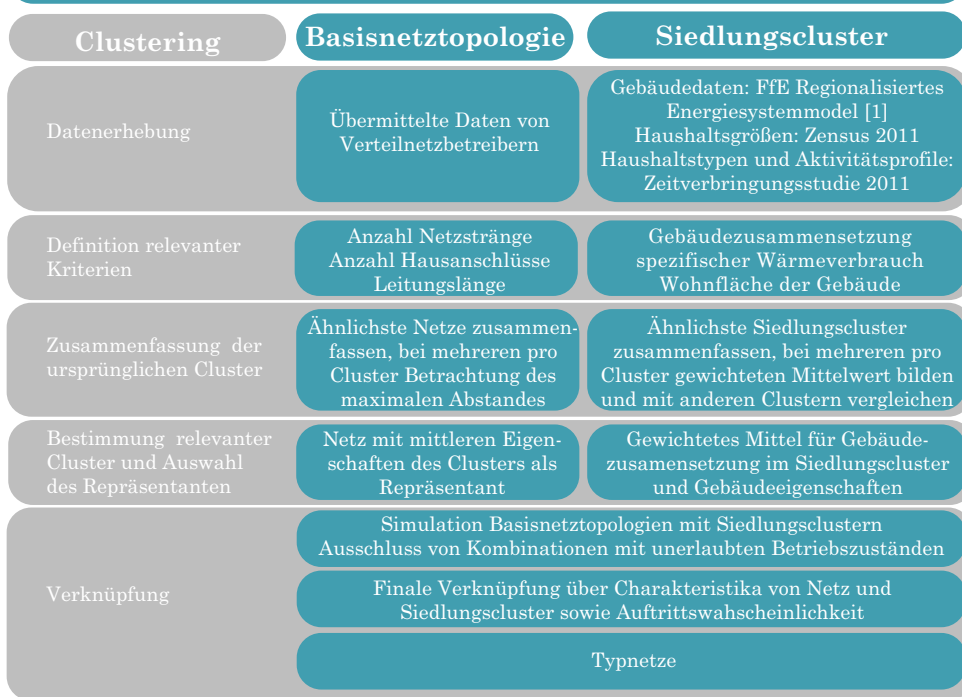 Clustering
Basisnetztopologie
Siedlungscluster
Datenerhebung
Übermittelte Daten von
Verteilnetzbetreibern
Gebäudedaten: FfE Regionalisiertes
Energiesystemmodel [1]
Haushaltsgrößen: Zensus 2011
Haushaltstypen und Aktivitätsprofile:
Zeitverbringungsstudie 2011
Definition relevanter
Kriterien
Anzahl Netzstränge
Anzahl Hausanschlüsse
Leitungslänge
Gebäudezusammensetzung
spezifischer Wärmeverbrauch
Wohnfläche der Gebäude
Zusammenfassung der
ursprünglichen Cluster
Ähnlichste Netze zusammen-
fassen, bei mehreren pro
Cluster Betrachtung des
maximalen Abstandes
Ähnlichste Siedlungscluster
zusammenfassen, bei mehreren pro
Cluster gewichteten Mittelwert bilden
und mit anderen Clustern vergleichen
Bestimmung relevanter
Cluster und Auswahl
des Repräsentanten
Netz mit mittleren Eigen-
schaften des Clusters als
Repräsentant
Gewichtetes Mittel für Gebäude-
zusamensetzung im Siedlungscluster
und Gebäudeeigenschaften
Verknüpfung
Simulation Basisnetztopologien mit Siedlungsclustern
Ausschluss von Kombinationen mit unerlaubten Betriebszuständen
Finale Verknüpfung über Charakteristika von Netz und
Siedlungscluster sowie Auftrittswahscheinlichkeit
Typnetze